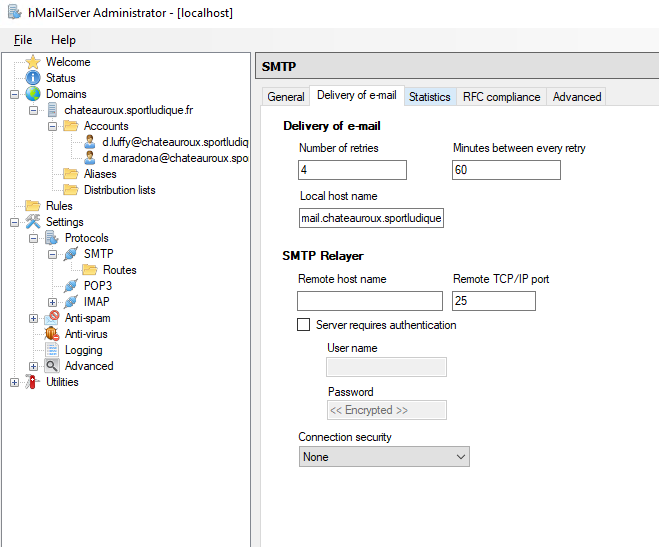 hMailServer Administrator - [localhost]
File Help
Welcome
Status
Domains
chateauroux.sportludique.fr
Accounts
d.luffy@chateauroux.sportludiq
d.maradona@chateauroux.spo
Aliases
Distribution lists
Rules
Settings
Protocols
SMTP
Routes
POP3
IMAP
Anti-spam
Anti-virus
Logging
Advanced
Utilities
SMTP
General Delivery of e-mail Statistics RFC compliance Advanced
Delivery of e-mail
Number of retries Minutes between every retry
4 60
Local host name
mail.chateauroux.sportludique
SMTP Relayer
Remote host name Remote TCP/IP port
25
Server requires authentication
User name
Password
<< Encrypted >>
Connection security
None